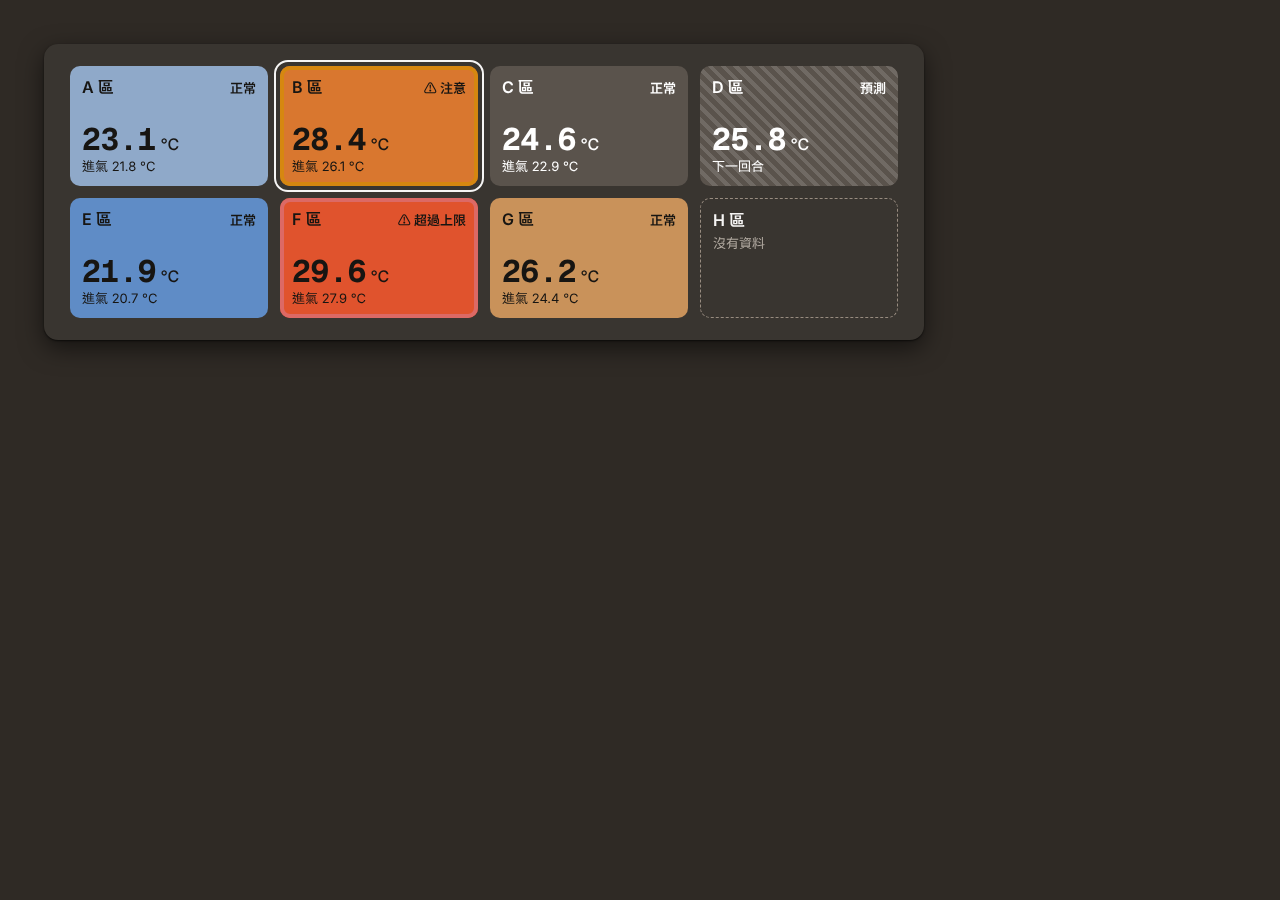 A 區 正常
23.1 °C
進氣 21.8 °C
B 區 ⚠ 注意
28.4 °C
進氣 26.1 °C
C 區 正常
24.6 °C
進氣 22.9 °C
D 區 預測
25.8 °C
下一回合
E 區 正常
21.9 °C
進氣 20.7 °C
F 區 ⚠ 超過上限
29.6 °C
進氣 27.9 °C
G 區 正常
26.2 °C
進氣 24.4 °C
H 區
沒有資料